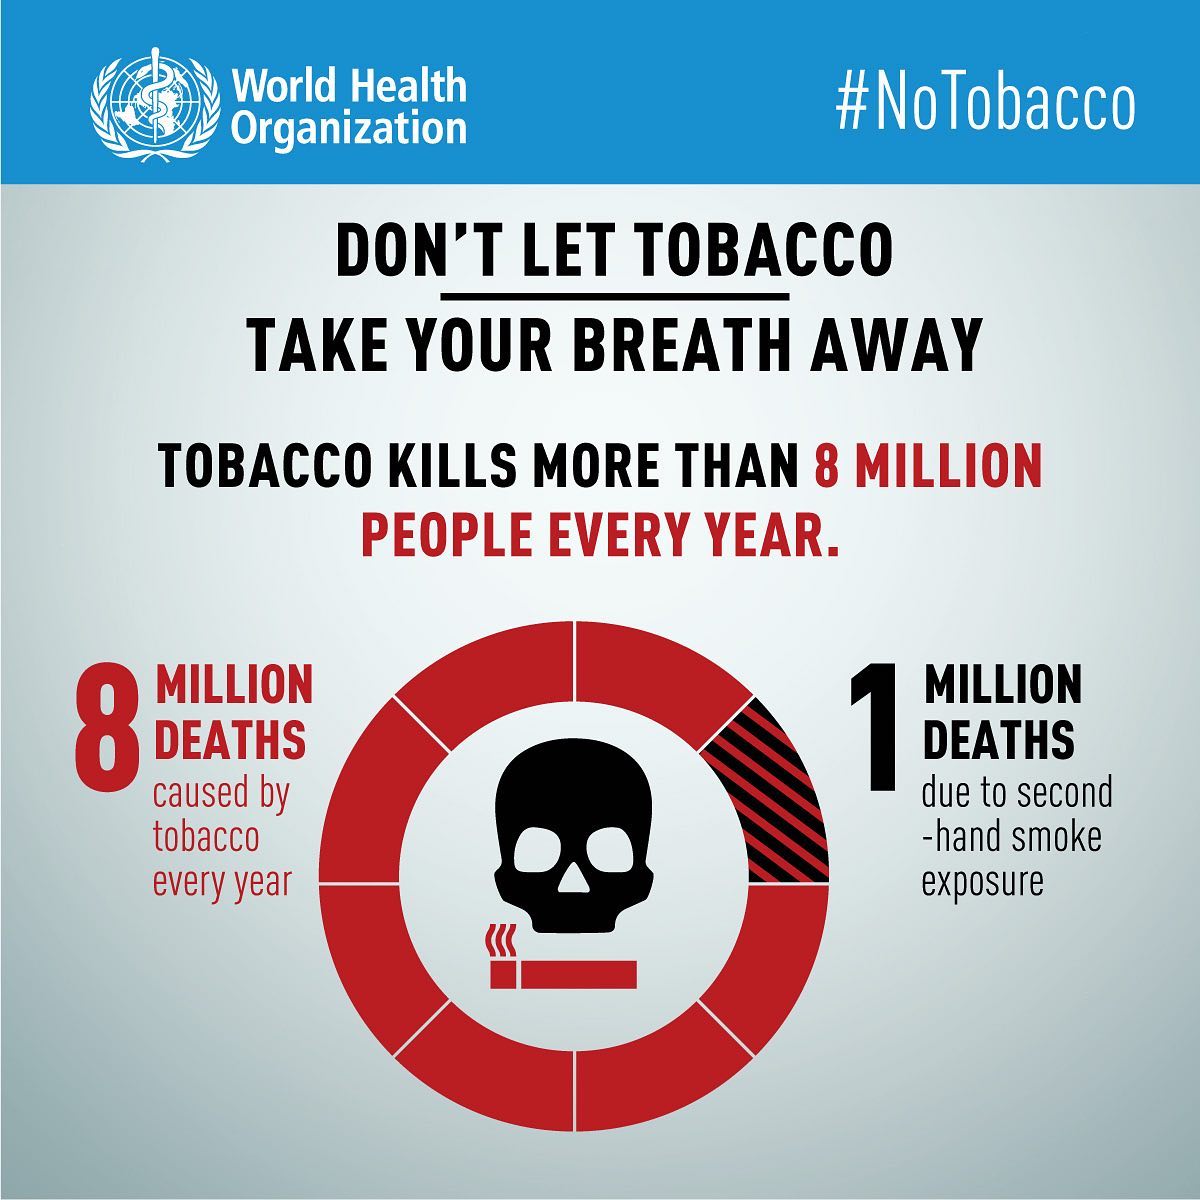 World Health
Organization
#NoTobacco
DON'T LET TOBACCO
TAKE YOUR BREATH AWAY
TOBACCO KILLS MORE THAN 8 MILLION
PEOPLE EVERY YEAR.
8 MILLION
DEATHS
caused by
tobacco
every year
1 MILLION
DEATHS
due to second
-hand smoke
exposure